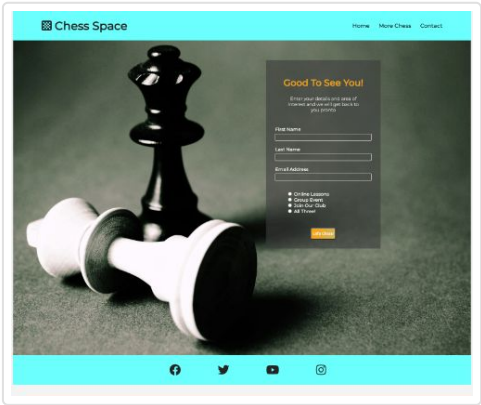 Chess Space
Home More Chess Contact
Good To See You!
Enter your details and area of
interest and we will get back to
you pronto
First Name
Last Name
Email Address
Online Lessons
Group Event
Join Our Club
All Three!